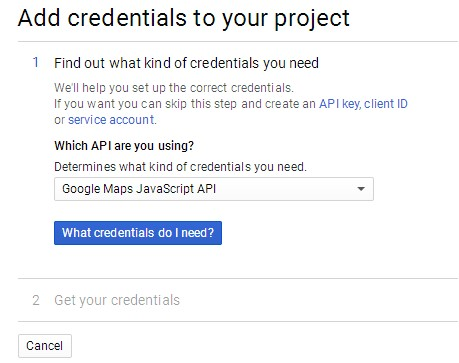 Add credentials to your project
1 Find out what kind of credentials you need
We'll help you set up the correct credentials.
If you want you can skip this step and create an API key, client ID
or service account.
Which API are you using?
Determines what kind of credentials you need.
Google Maps JavaScript API
What credentials do I need?
2 Get your credentials
Cancel